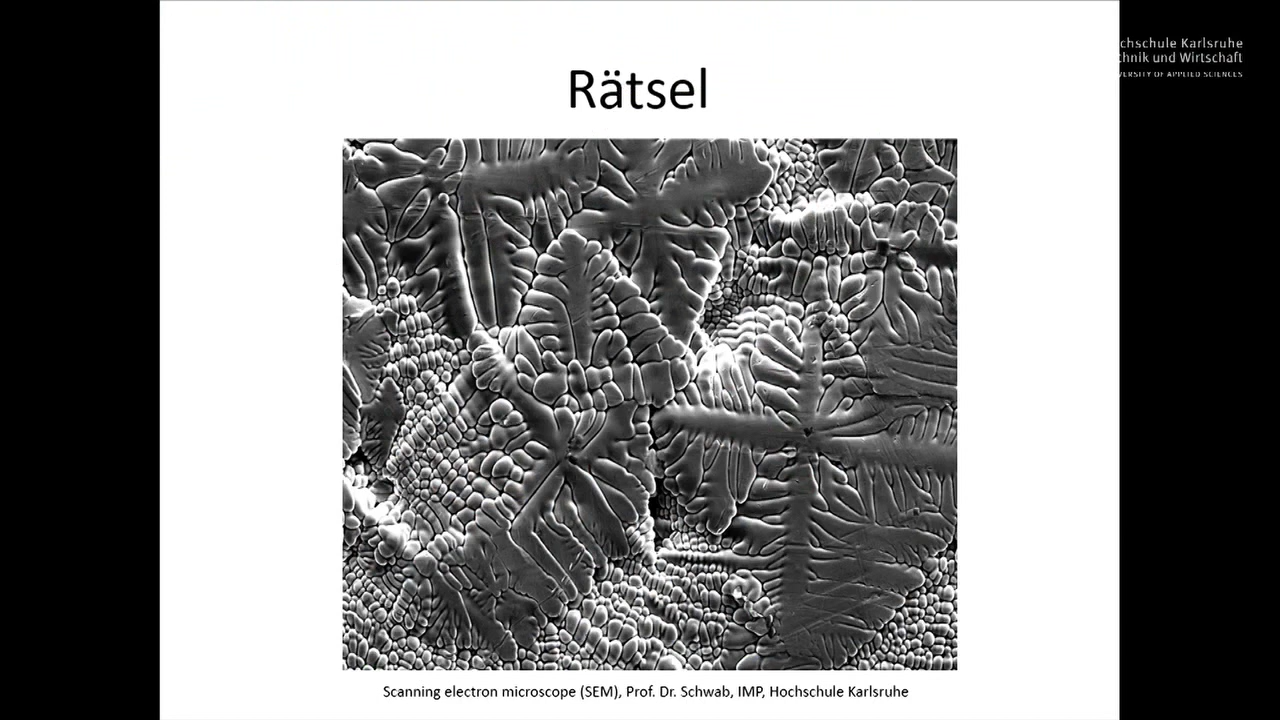 Rätsel
chschule Karlsruhe
hnik und Wirtschaft
VERSITY OF APPLIED SCIENCES
Scanning electron microscope (SEM), Prof. Dr. Schwab, IMP, Hochschule Karlsruhe